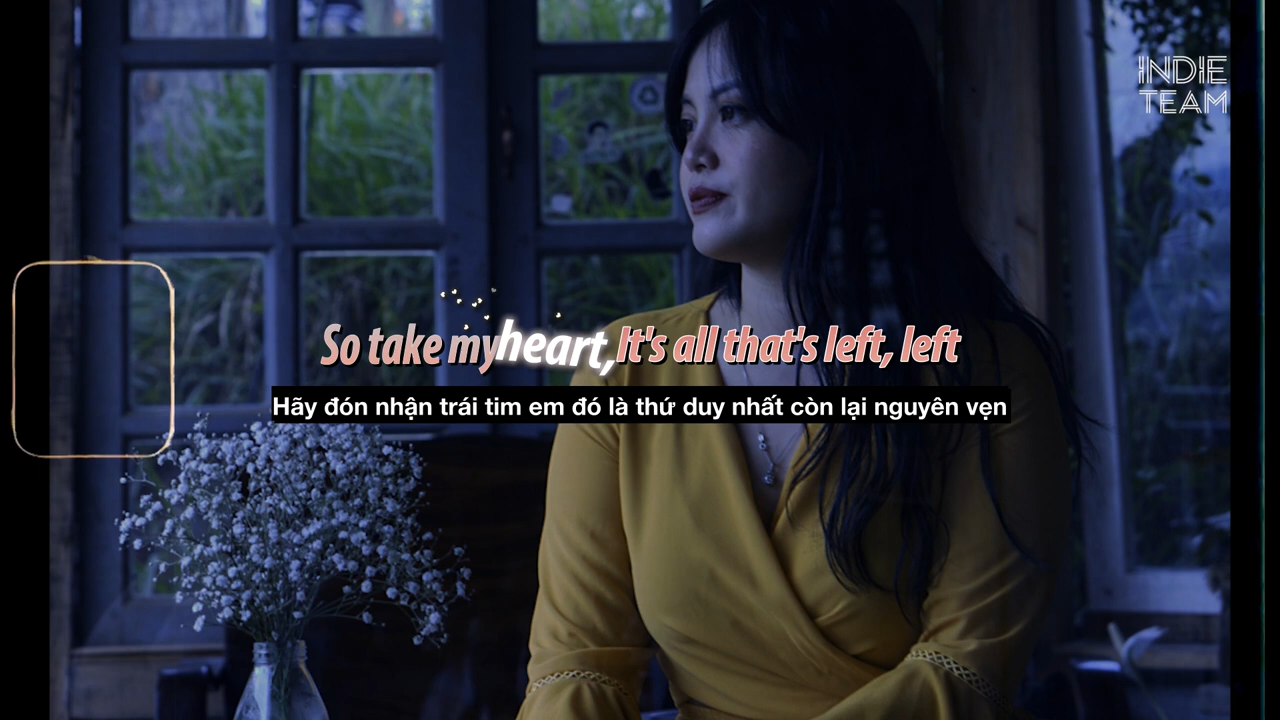 INDIE
TEAM
So take my heart, It's all that's left, left
Hãy đón nhận trái tim em đó là thứ duy nhất còn lại nguyên vẹn